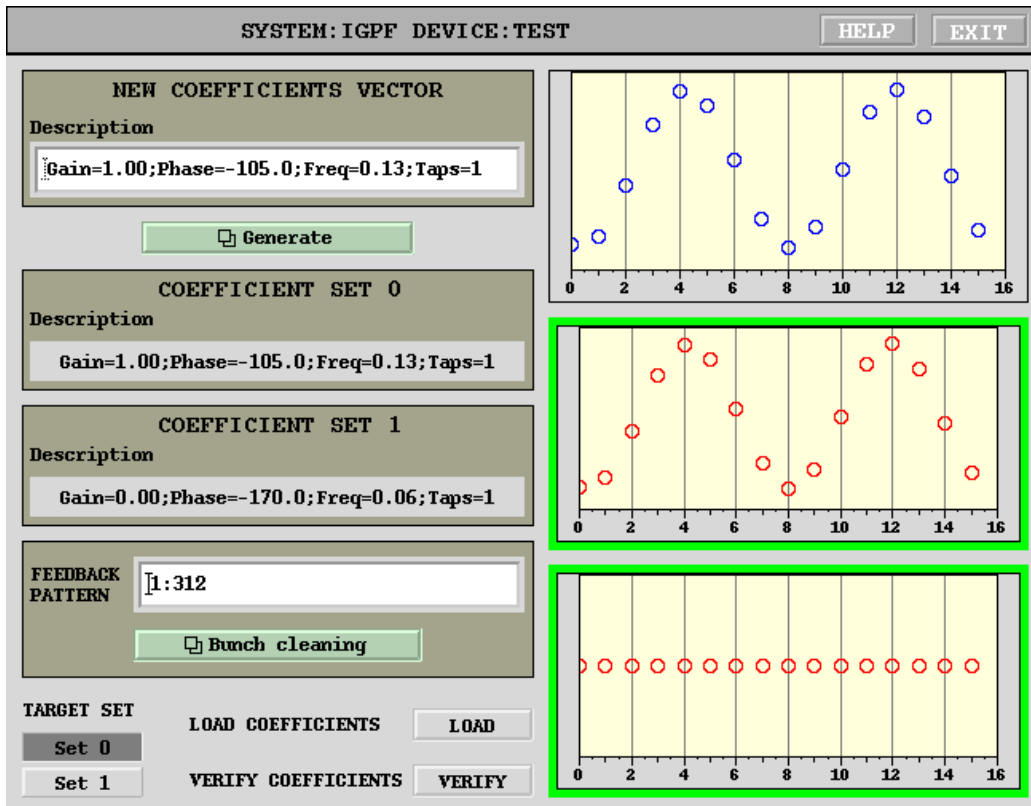 SYSTEM:IGPF DEVICE:TEST
HELP
EXIT
NEW COEFFICIENTS VECTOR
Description
Gain=1.00;Phase=-105.0;Freq=0.13;Taps=1
Generate
0 2 4 6 8 10 12 14 16
COEFFICIENT SET 0
Description
Gain=1.00;Phase=-105.0;Freq=0.13;Taps=1
0 2 4 6 8 10 12 14 16
COEFFICIENT SET 1
Description
Gain=0.00;Phase=-170.0;Freq=0.06;Taps=1
FEEDBACK
PATTERN
1:312
Bunch cleaning
0 2 4 6 8 10 12 14 16
TARGET SET
Set 0
Set 1
LOAD COEFFICIENTS
LOAD
VERIFY COEFFICIENTS
VERIFY